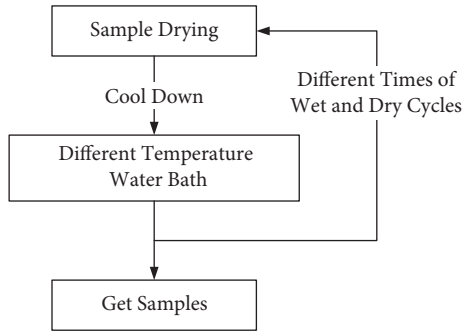 Sample Drying
Cool Down
Different Times of
Wet and Dry Cycles
Different Temperature
Water Bath
Get Samples